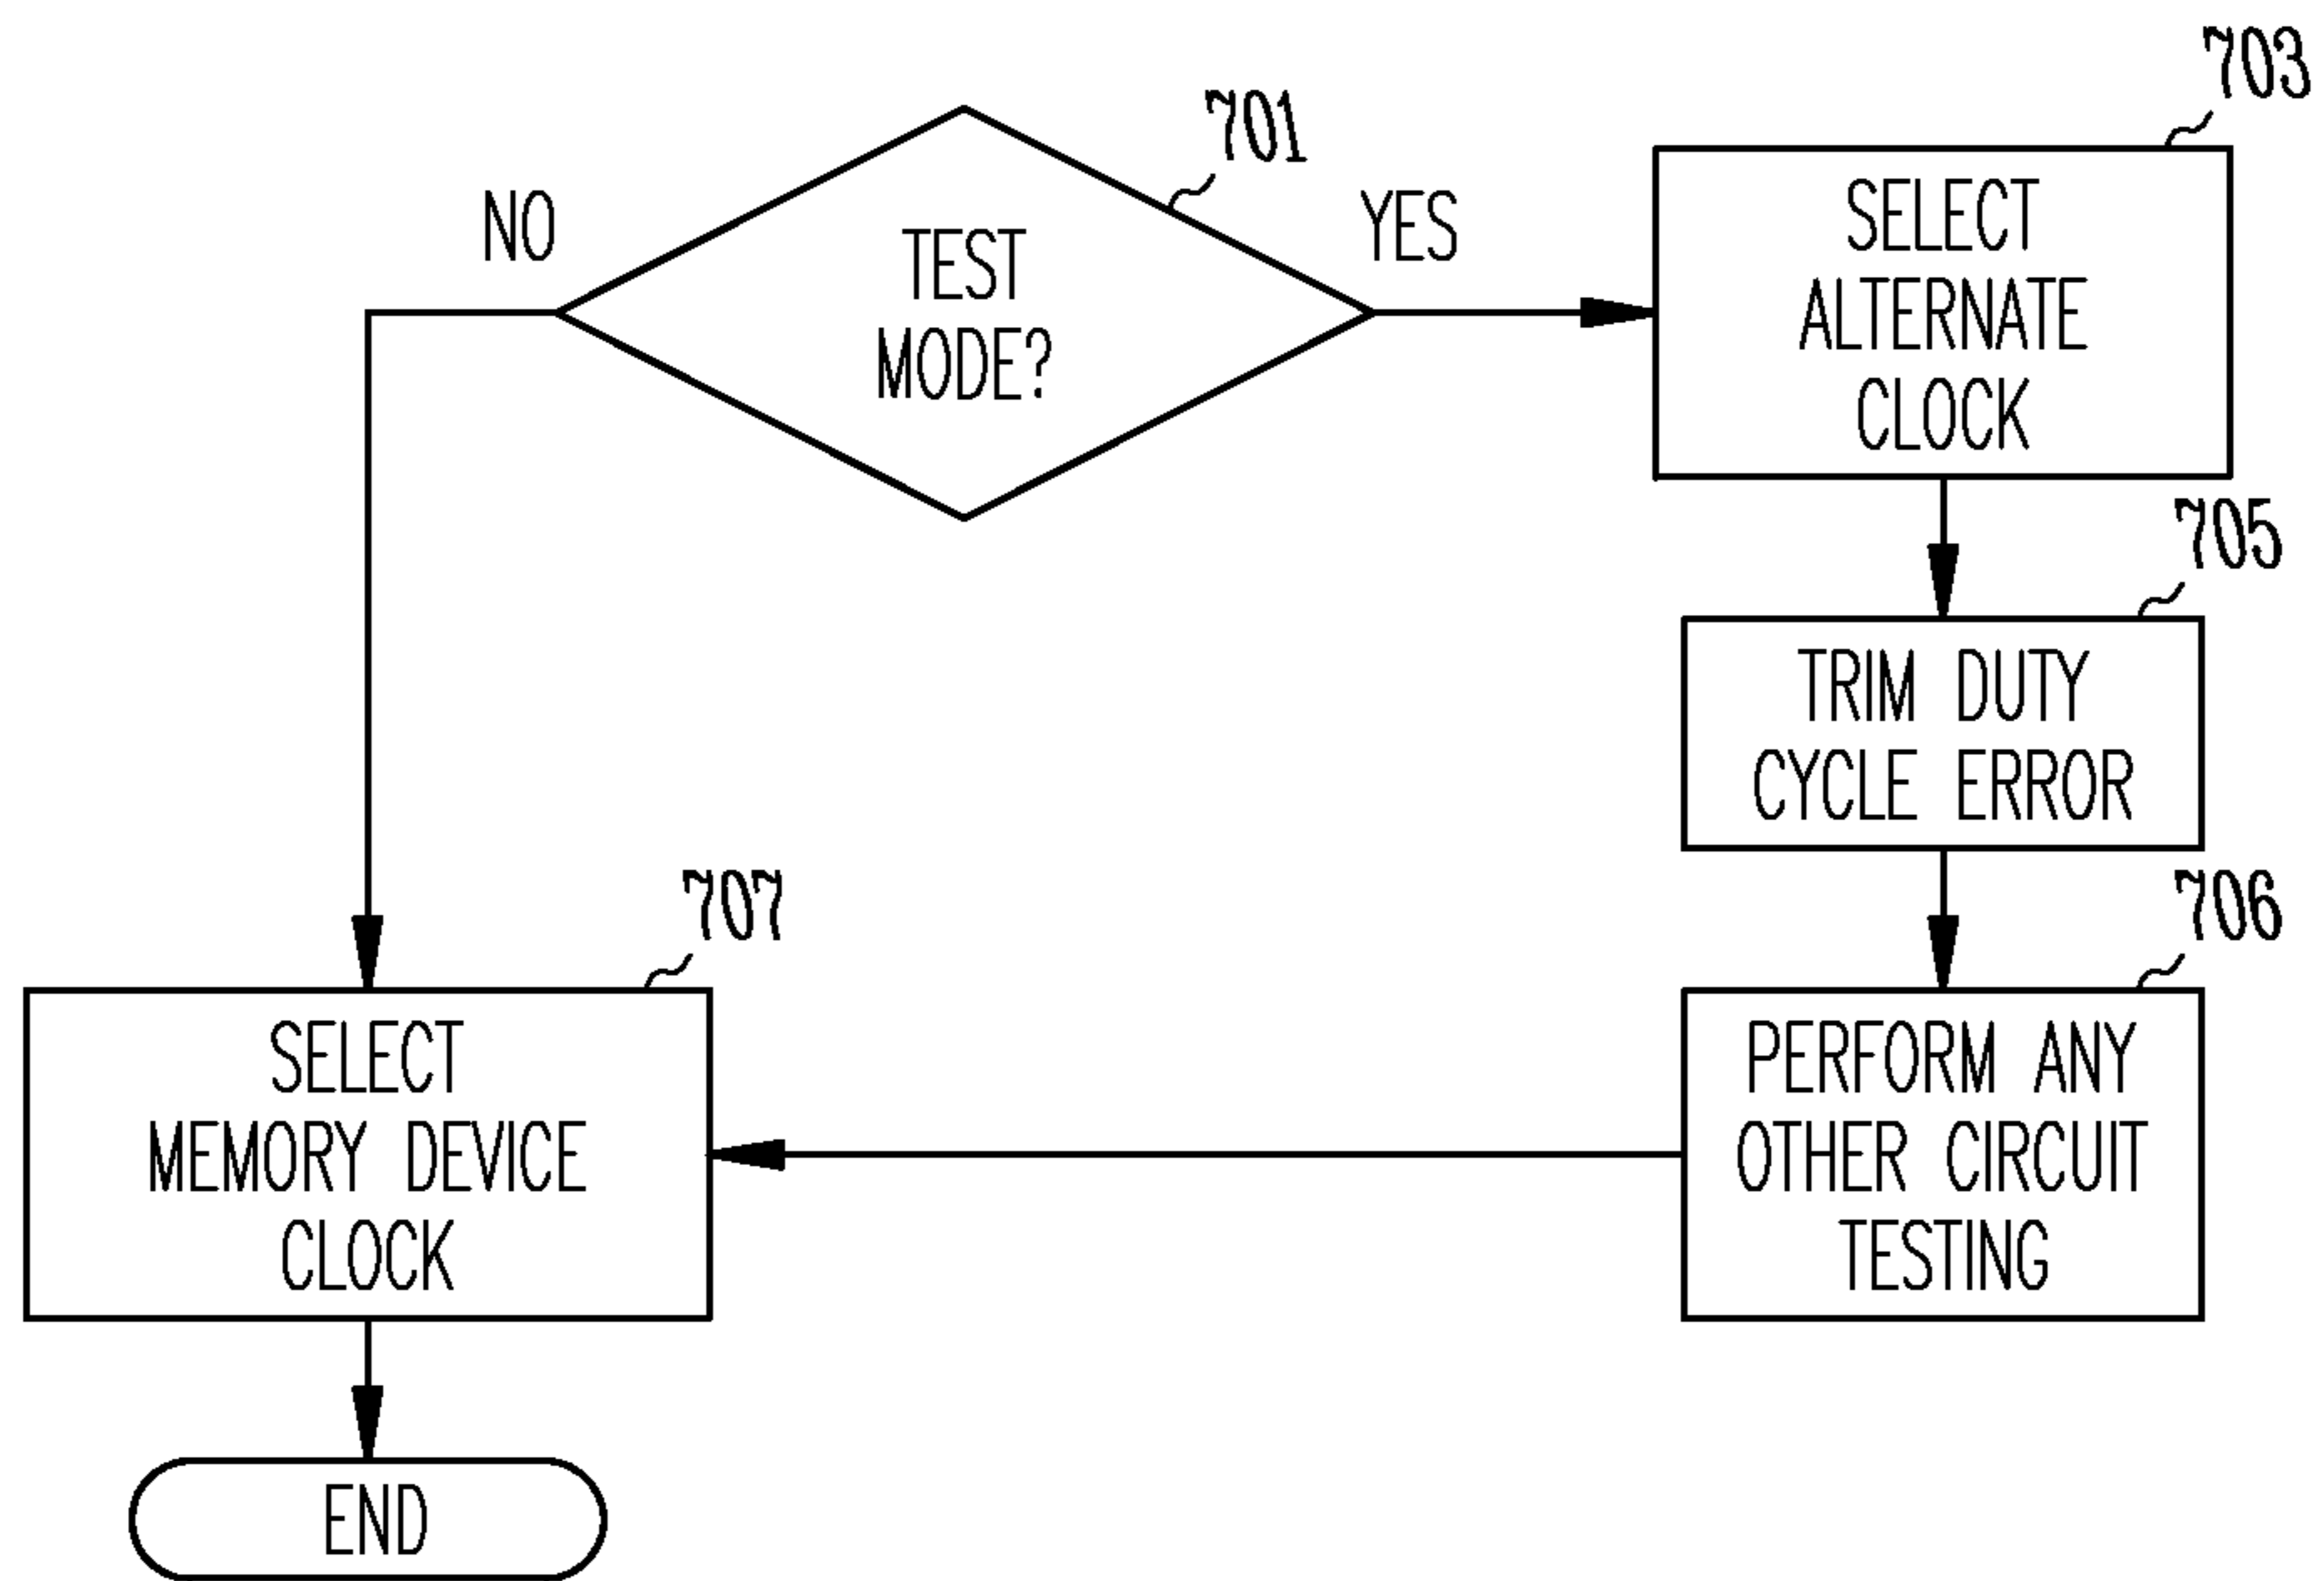 703
701
NO
YES
TEST
MODE?
SELECT
ALTERNATE
CLOCK
705
TRIM DUTY
CYCLE ERROR
707
706
SELECT
MEMORY DEVICE
CLOCK
PERFORM ANY
OTHER CIRCUIT
TESTING
END